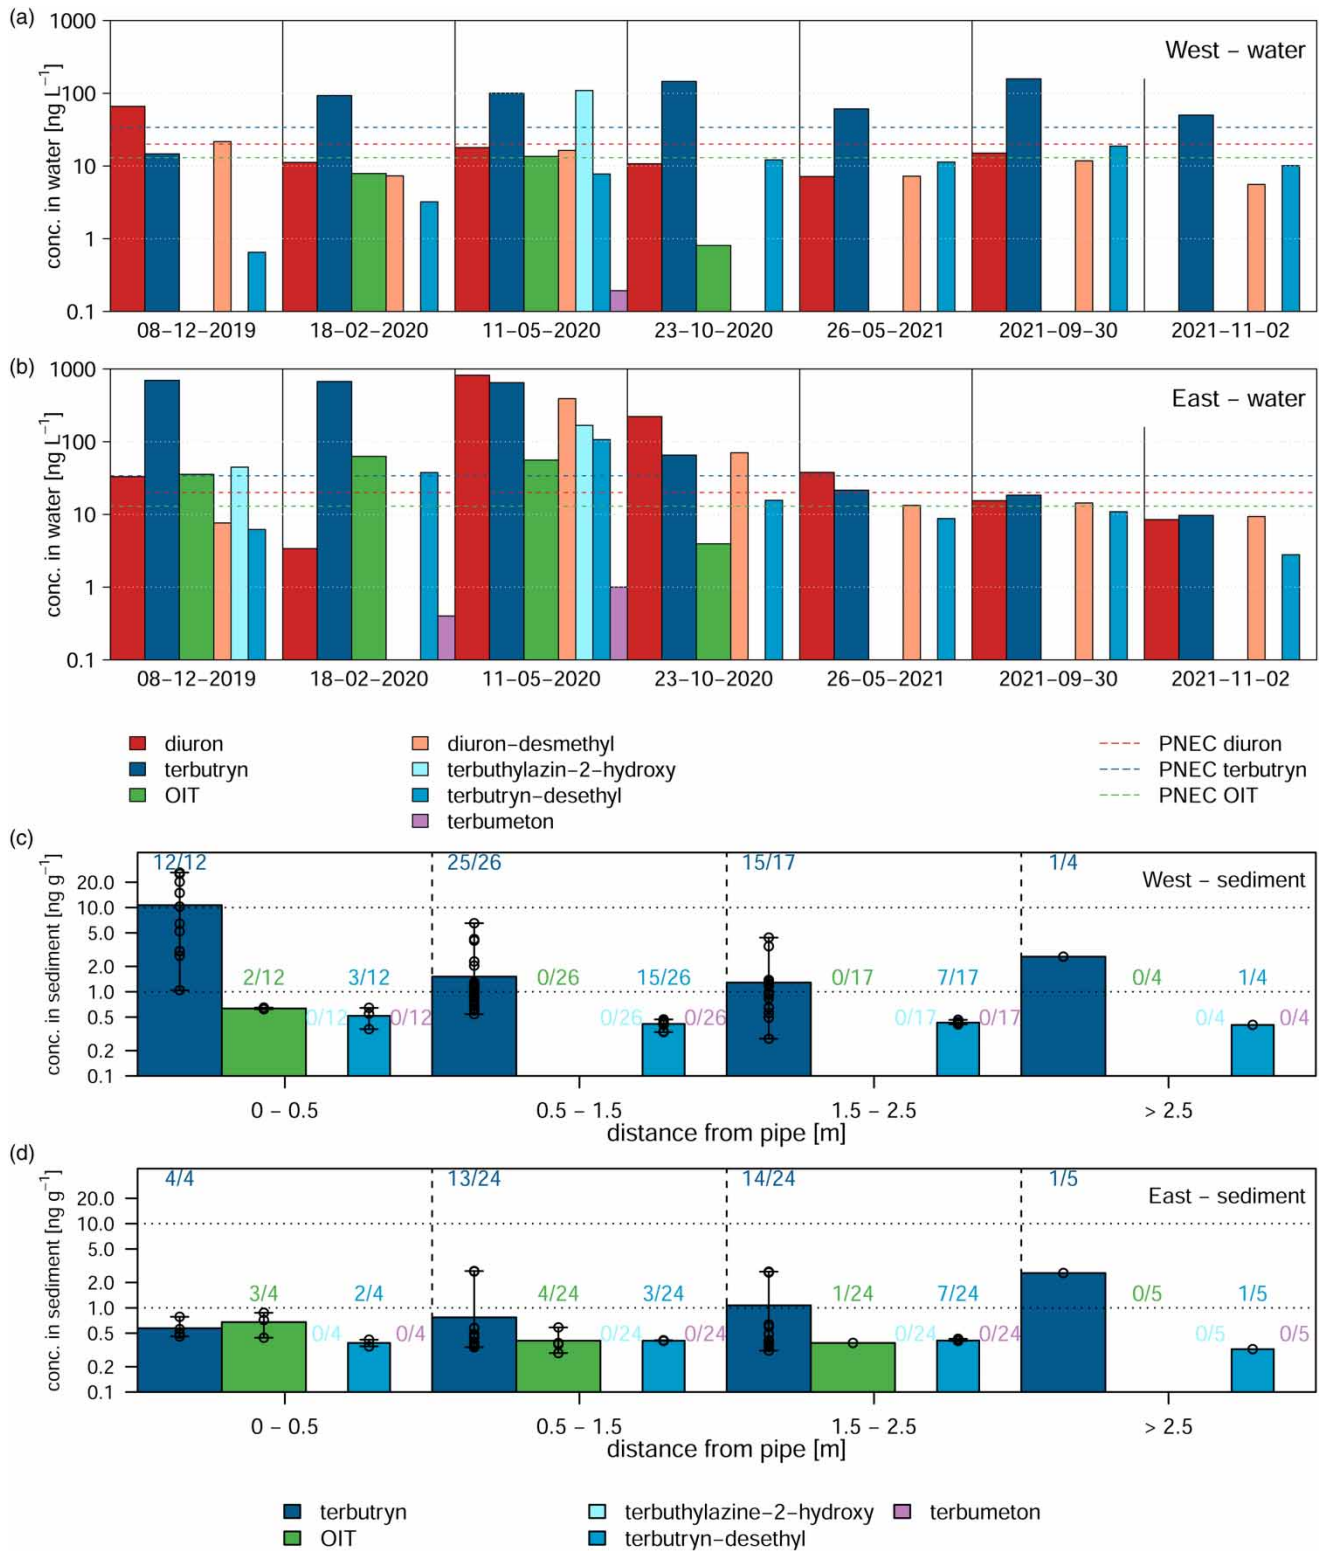 (a)
1000
100
10
1
0.1
conc. in water [ng L−1]
West − water
08−12−2019 18−02−2020 11−05−2020 23−10−2020 26−05−2021 2021−09−30 2021−11−02
(b)
1000
100
10
1
0.1
conc. in water [ng L−1]
East − water
08−12−2019 18−02−2020 11−05−2020 23−10−2020 26−05−2021 2021−09−30 2021−11−02
diuron diuron−desmethyl PNEC diuron
terbutryn terbuthylazin−2−hydroxy PNEC terbutryn
OIT terbutryn−desethyl PNEC OIT
terbumeton
(c)
conc. in sediment [ng g−1]
20.0
10.0
5.0
2.0
1.0
0.5
0.2
0.1
12/12 25/26 15/17 1/4
West − sediment
2/12 3/12 0/26 15/26 0/17 7/17 0/4 1/4
0/12 0/12 0/26 0/26 0/17 0/17 0/4 0/4
0 − 0.5 0.5 − 1.5 1.5 − 2.5 > 2.5
distance from pipe [m]
(d)
conc. in sediment [ng g−1]
20.0
10.0
5.0
2.0
1.0
0.5
0.2
0.1
4/4 13/24 14/24 1/5
East − sediment
3/4 2/4 4/24 3/24 1/24 7/24 0/5 1/5
0/4 0/4 0/24 0/24 0/24 0/24 0/5 0/5
0 − 0.5 0.5 − 1.5 1.5 − 2.5 > 2.5
distance from pipe [m]
terbutryn terbuthylazine−2−hydroxy terbumeton
OIT terbutryn−desethyl